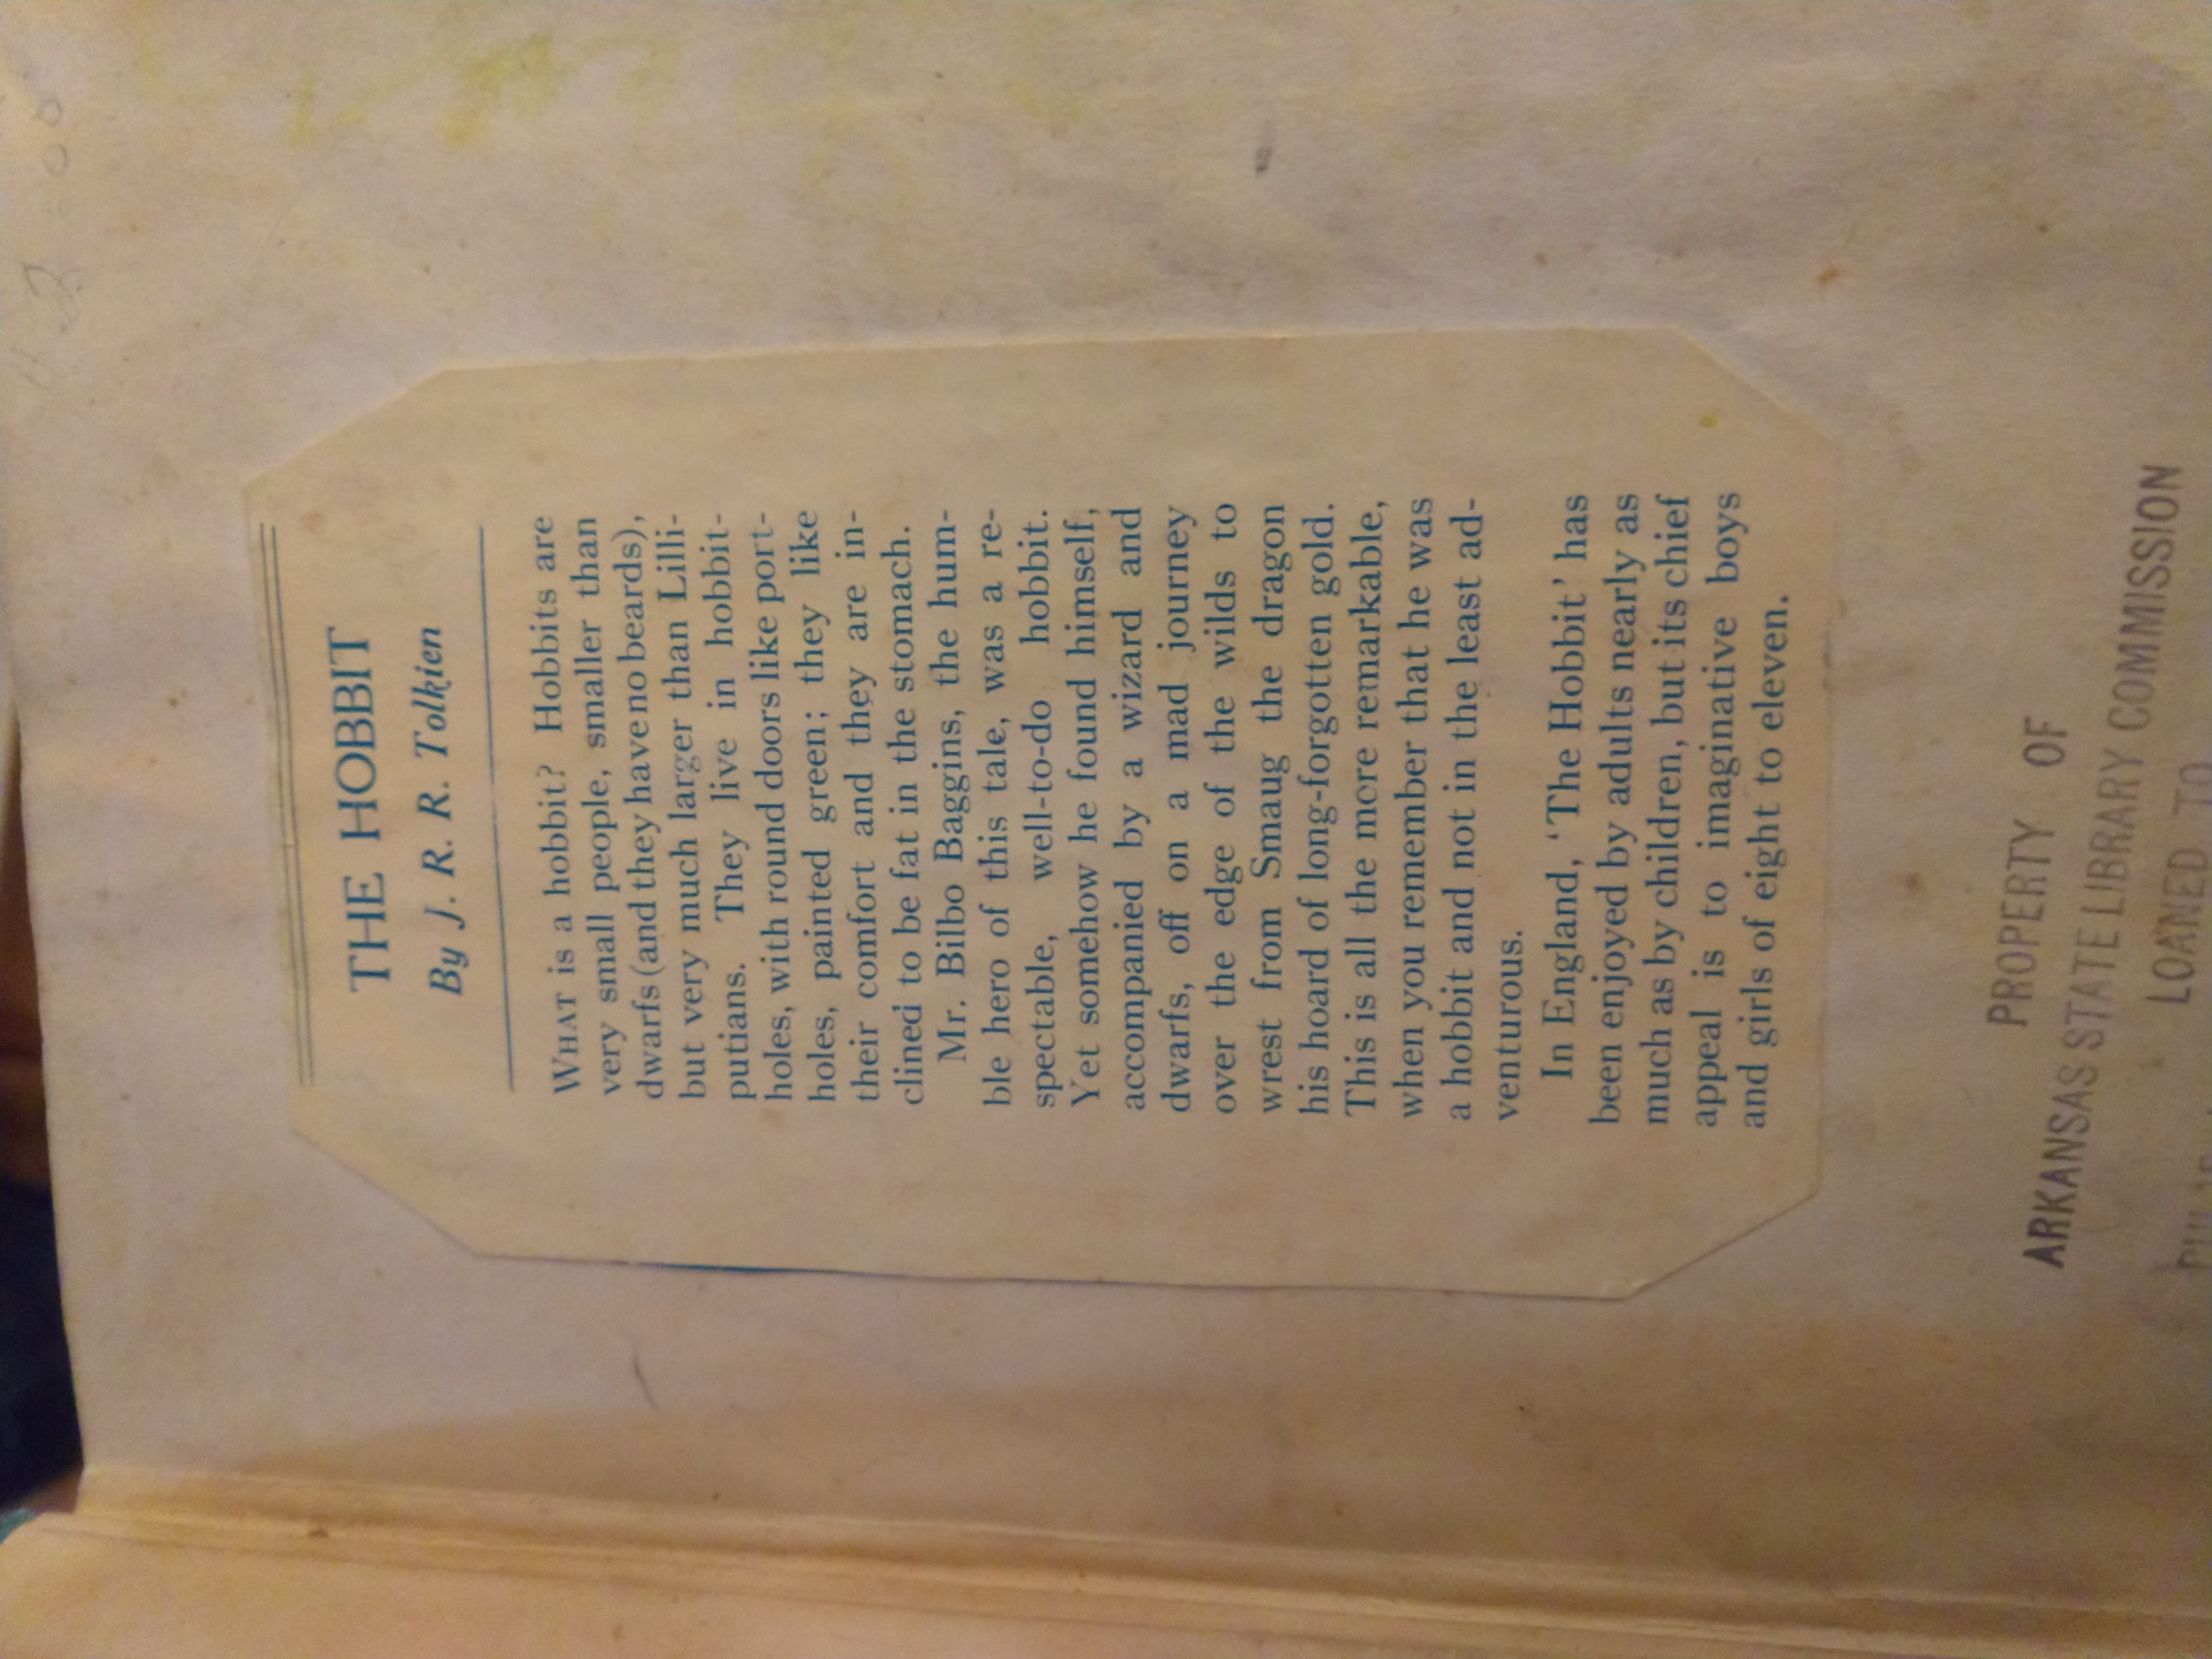 THE HOBBIT
By J. R. R. Tolkien
WHAT is a hobbit? Hobbits are
very small people, smaller than
dwarfs (and they have no beards),
but very much larger than Lilli-
putians. They live in hobbit-
holes, with round doors like port-
holes, painted green; they like
their comfort and they are in-
clined to be fat in the stomach.
Mr. Bilbo Baggins, the hum-
ble hero of this tale, was a re-
spectable, well-to-do hobbit.
Yet somehow he found himself,
accompanied by a wizard and
dwarfs, off on a mad journey
over the edge of the wilds to
wrest from Smaug the dragon
his hoard of long-forgotten gold.
This is all the more remarkable,
when you remember that he was
a hobbit and not in the least ad-
venturous.
In England, 'The Hobbit' has
been enjoyed by adults nearly as
much as by children, but its chief
appeal is to imaginative boys
and girls of eight to eleven.
PROPERTY OF
ARKANSAS STATE LIBRARY COMMISSION
LOANED TO